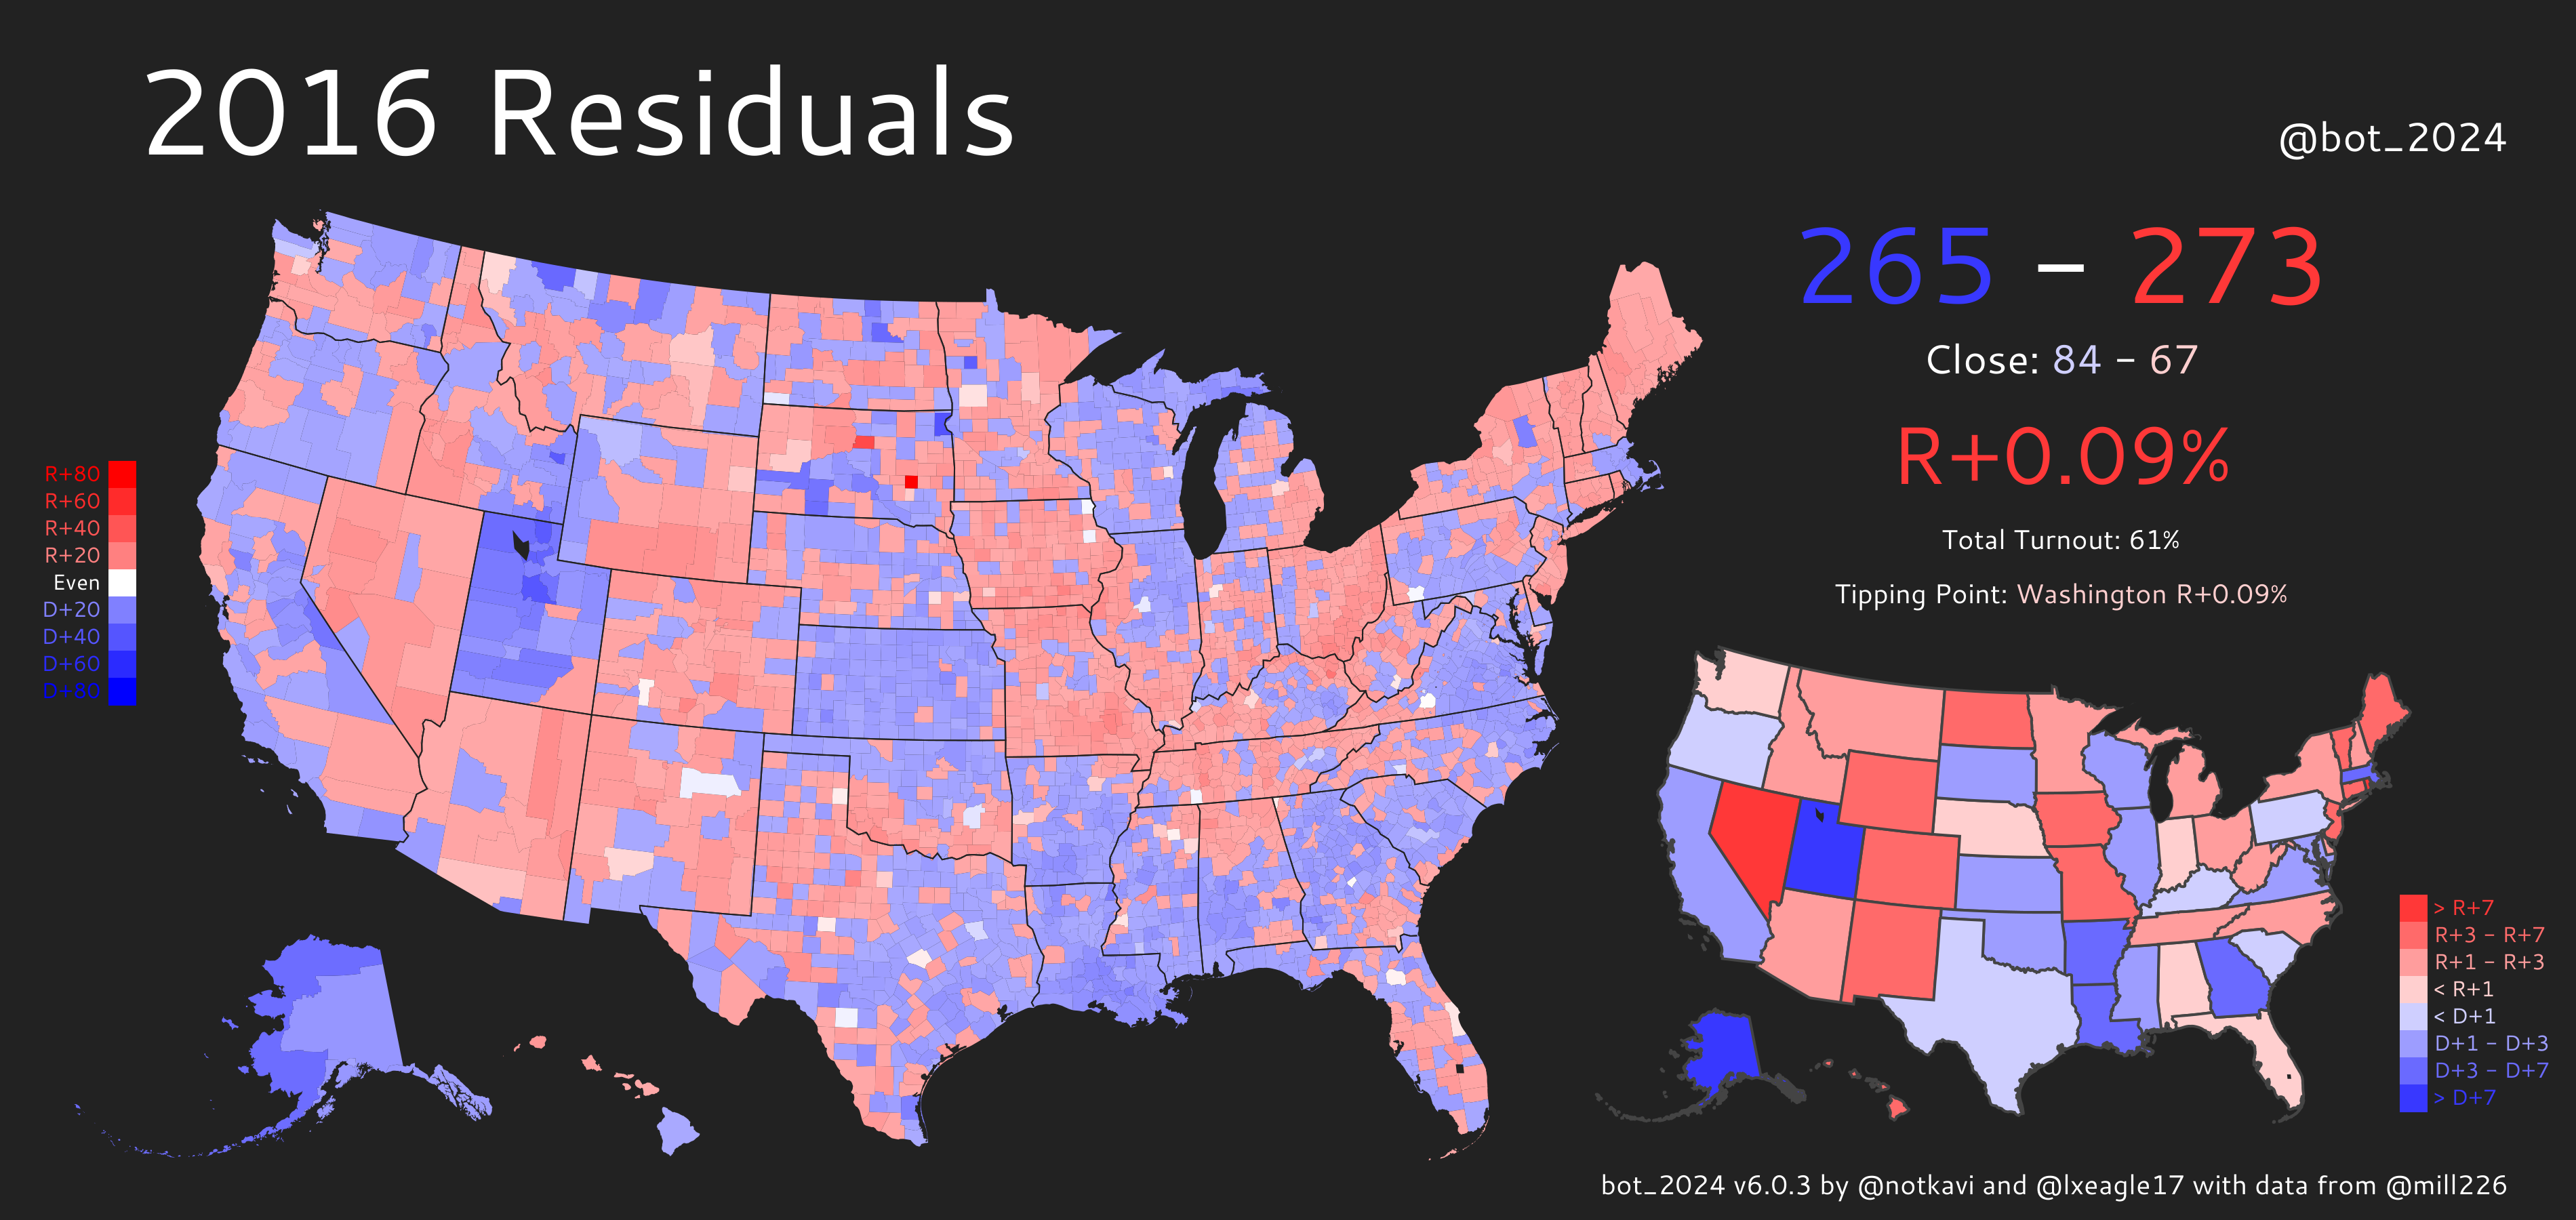 2016 Residuals
@bot_2024
265 – 273
Close: 84 – 67
R+0.09%
Total Turnout: 61%
Tipping Point: Washington R+0.09%
R+80
R+60
R+40
R+20
Even
D+20
D+40
D+60
D+80
> R+7
R+3 – R+7
R+1 – R+3
< R+1
< D+1
D+1 – D+3
D+3 – D+7
> D+7
bot_2024 v6.0.3 by @notkavi and @lxeagle17 with data from @mill226